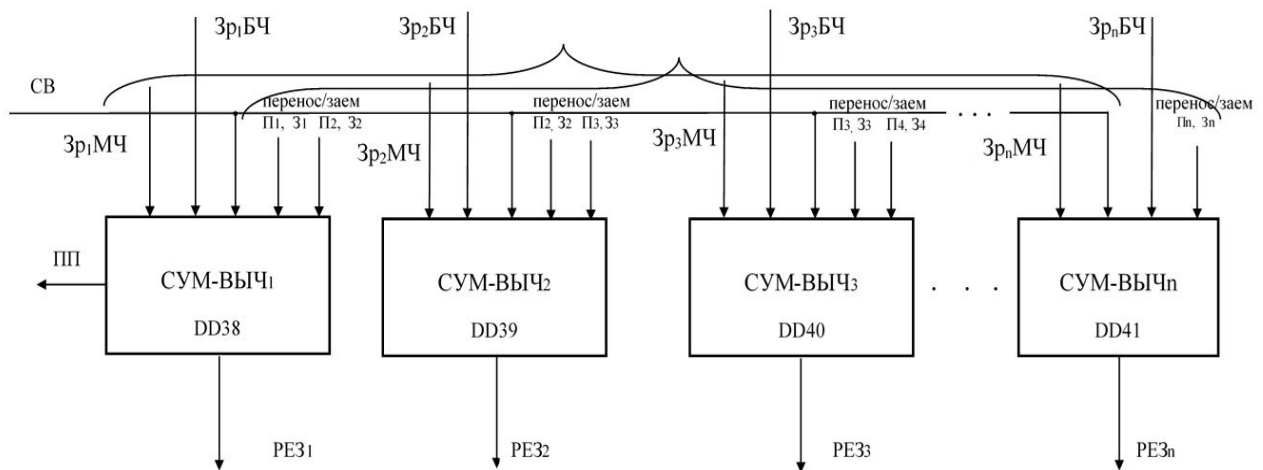 Зр₁БЧ Зр₂БЧ Зр₃БЧ ЗрₙБЧ
СВ
перенос/заем перенос/заем перенос/заем перенос/заем
П₁, З₁ П₂, З₂ П₂, З₂ П₃, З₃ П₃, З₃ П₄, З₄ . . . Пₙ, Зₙ
Зр₁МЧ Зр₂МЧ Зр₃МЧ ЗрₙМЧ
ПП
СУМ-ВЫЧ₁ СУМ-ВЫЧ₂ СУМ-ВЫЧ₃ . . . СУМ-ВЫЧn
DD38 DD39 DD40 DD41
РЕЗ₁ РЕЗ₂ РЕЗ₃ РЕЗn